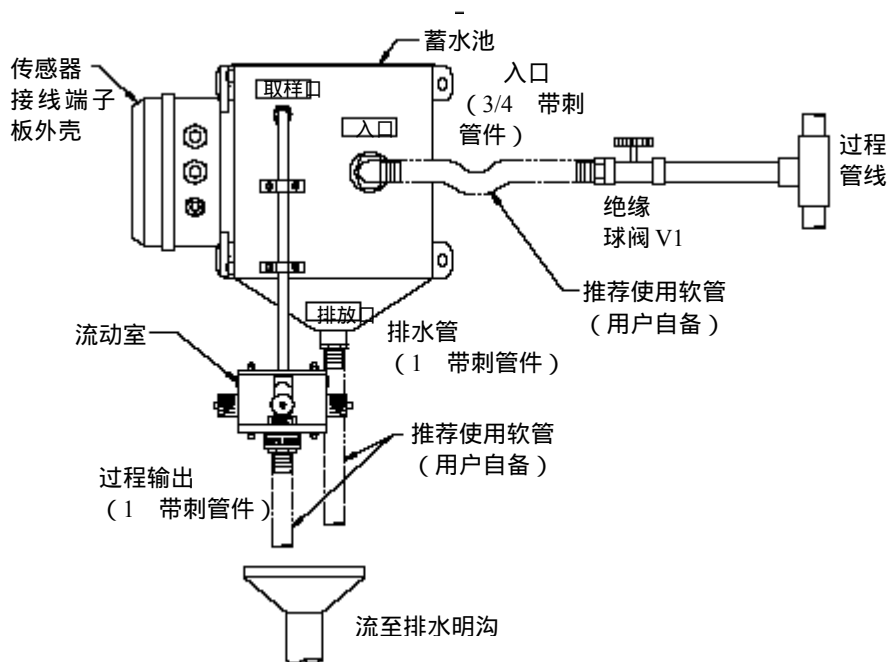 蓄水池
传感器
接线端子
板外壳
取样口
入口
（3/4 带刺
管件）
入口
过程
管线
绝缘
球阀 V1
推荐使用软管
（用户自备）
排放口
排水管
（1 带刺管件）
流动室
推荐使用软管
（用户自备）
过程输出
（1 带刺管件）
流至排水明沟